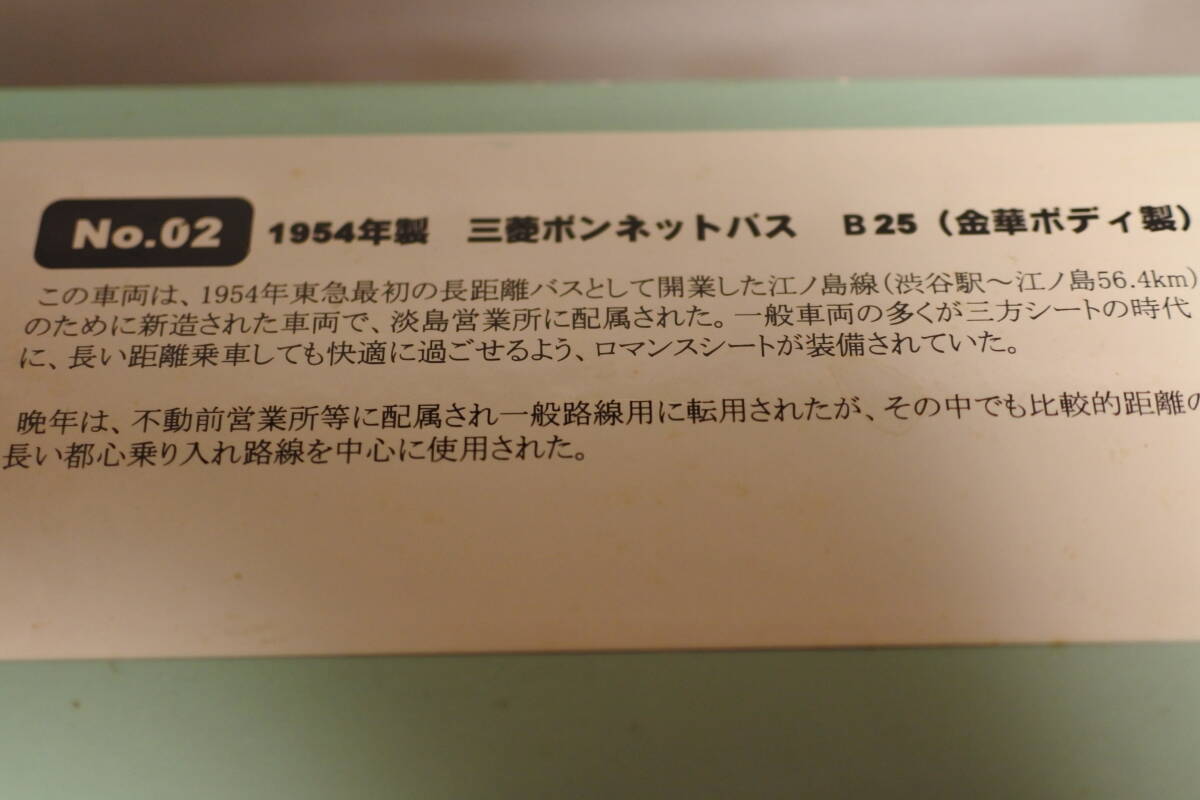 No.02 1954年製 三菱ボンネットバス B25（金華ボディ製）
この車両は、1954年東急最初の長距離バスとして開業した江ノ島線(渋谷駅～江ノ島56.4km)
のために新造された車両で、淡島営業所に配属された。一般車両の多くが三方シートの時代
に、長い距離乗車しても快適に過ごせるよう、ロマンスシートが装備されていた。
晩年は、不動前営業所等に配属され一般路線用に転用されたが、その中でも比較的距離の
長い都心乗り入れ路線を中心に使用された。